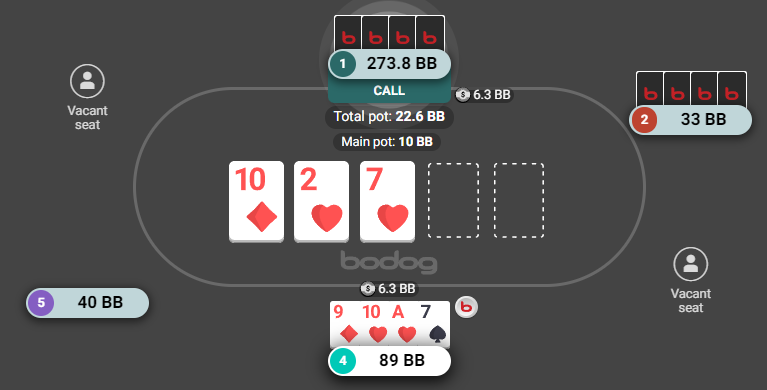 b b b b
1 273.8 BB
CALL
6.3 BB
Total pot: 22.6 BB
Main pot: 10 BB
Vacant
seat
b b b b
2 33 BB
10 2 7
bodog
Vacant
seat
5 40 BB
6.3 BB
9 10 A 7
b
4 89 BB